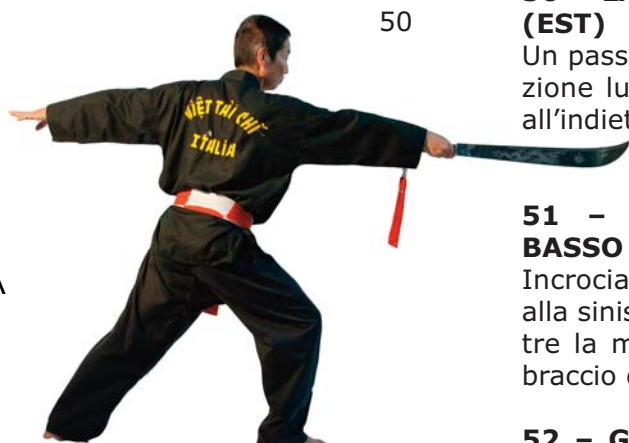 50
VIỆT TÀI CHÍ
ITALIA
(EST)
Un pass
zione lu
all'indiet
51 –
BASSO
Incrocia
alla sinis
tre la m
braccio
52 – G